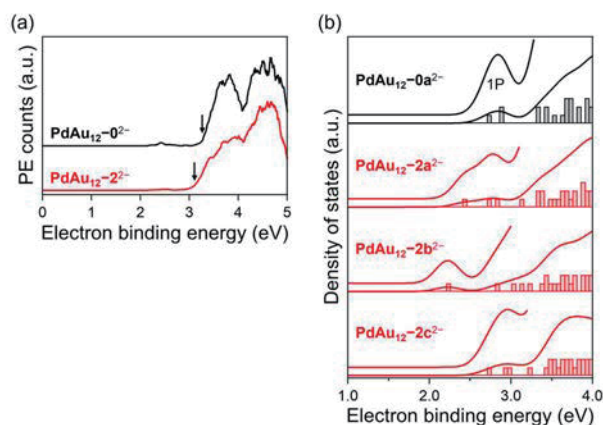 (a)
PE counts (a.u.)
PdAu₁₂−0²⁻
PdAu₁₂−2²⁻
0 1 2 3 4 5
Electron binding energy (eV)
(b)
Density of states (a.u.)
1P
PdAu₁₂−0a²⁻
PdAu₁₂−2a²⁻
PdAu₁₂−2b²⁻
PdAu₁₂−2c²⁻
1.0 2.0 3.0 4.0
Electron binding energy (eV)